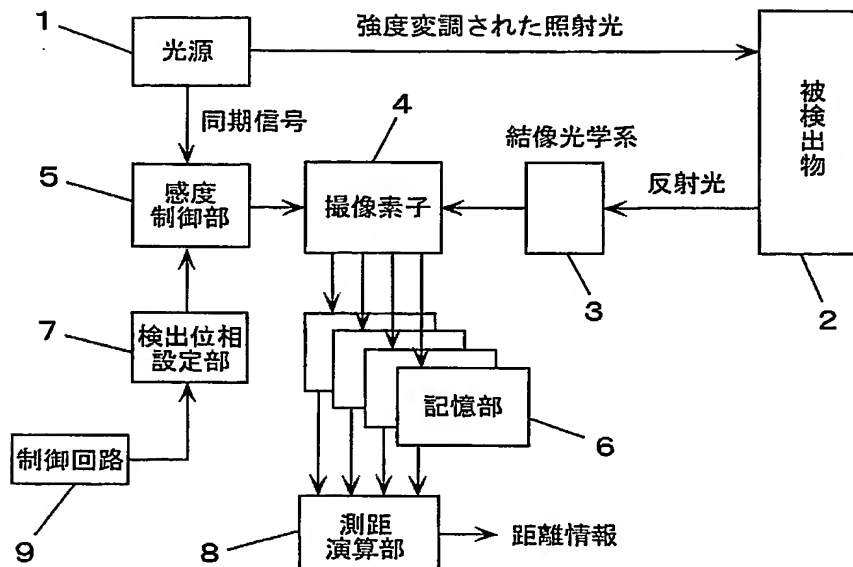 1
光源
強度変調された照射光
被検出物
同期信号
4
結像光学系
5
感度
制御部
撮像素子
反射光
3
2
7
検出位相
設定部
記憶部
6
制御回路
9
8
測距
演算部
距離情報